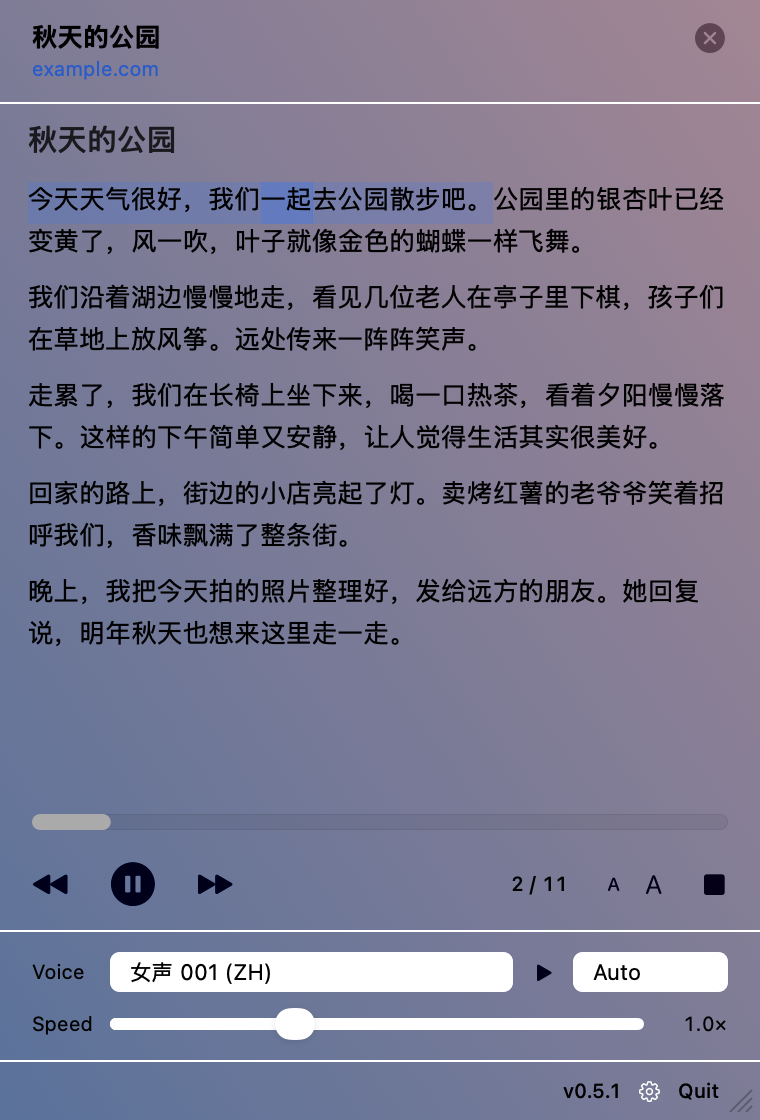 秋天的公园
example.com
秋天的公园
今天天气很好，我们一起去公园散步吧。公园里的银杏叶已经
变黄了，风一吹，叶子就像金色的蝴蝶一样飞舞。
我们沿着湖边慢慢地走，看见几位老人在亭子里下棋，孩子们
在草地上放风筝。远处传来一阵阵笑声。
走累了，我们在长椅上坐下来，喝一口热茶，看着夕阳慢慢落
下。这样的下午简单又安静，让人觉得生活其实很美好。
回家的路上，街边的小店亮起了灯。卖烤红薯的老爷爷笑着招
呼我们，香味飘满了整条街。
晚上，我把今天拍的照片整理好，发给远方的朋友。她回复
说，明年秋天也想来这里走一走。
2 / 11 A A
Voice 女声 001 (ZH) Auto
Speed 1.0×
v0.5.1 Quit